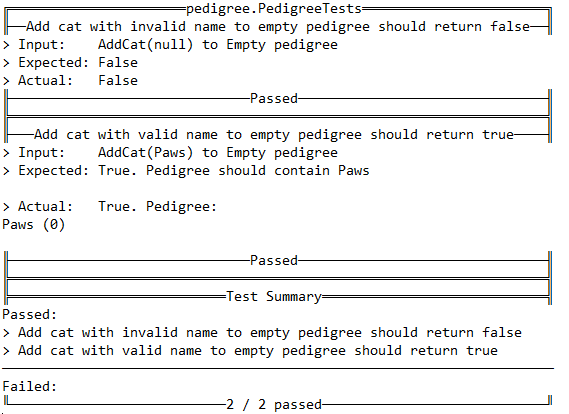 pedigree.PedigreeTests
Add cat with invalid name to empty pedigree should return false
> Input:    AddCat(null) to Empty pedigree
> Expected: False
> Actual:   False
Passed
Add cat with valid name to empty pedigree should return true
> Input:    AddCat(Paws) to Empty pedigree
> Expected: True. Pedigree should contain Paws
> Actual:   True. Pedigree:
Paws (0)
Passed
Test Summary
Passed:
> Add cat with invalid name to empty pedigree should return false
> Add cat with valid name to empty pedigree should return true
Failed:
2 / 2 passed